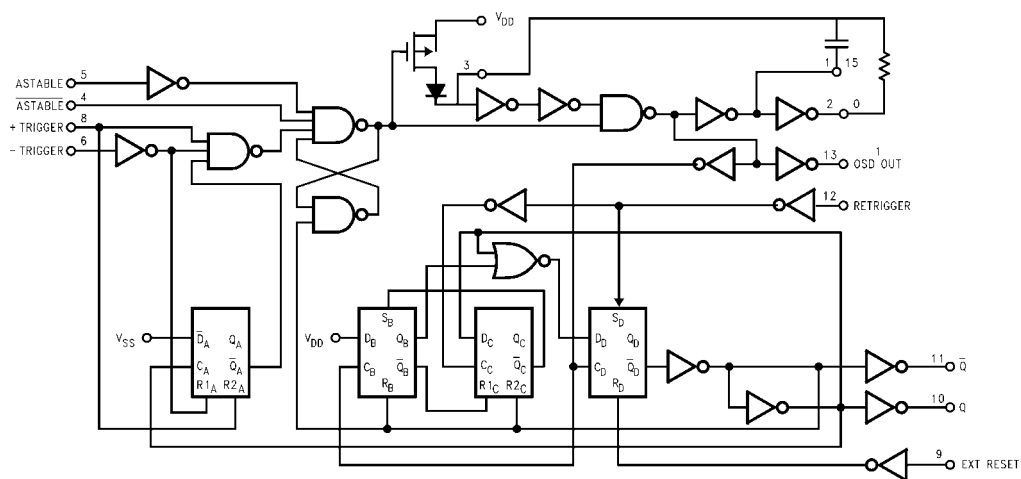 V_DD
5
ASTABLE
3
1 15
4
ASTABLE
8
+ TRIGGER
2 0
6
- TRIGGER
1
13
OSD OUT
12
RETRIGGER
V_SS
D̅_A Q_A
C_A Q̅_A
R1_A R2_A
V_DD
S_B
D_B Q_B
C_B Q̅_B
R_B
D_C Q_C
C_C Q̅_C
R1_C R2_C
S_D
D_D Q_D
C_D Q̅_D
R_D
11
Q̅
10
Q
9
EXT RESET